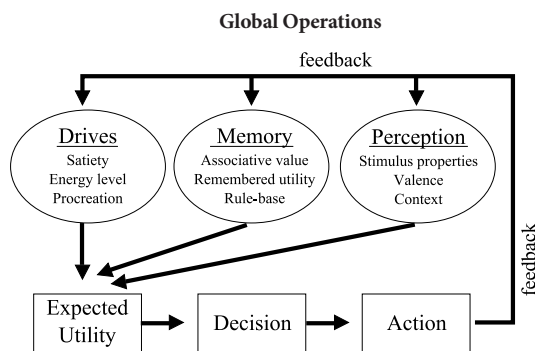 Global Operations
feedback
Drives
Satiety
Energy level
Procreation
Memory
Associative value
Remembered utility
Rule-base
Perception
Stimulus properties
Valence
Context
feedback
Expected
Utility
Decision
Action